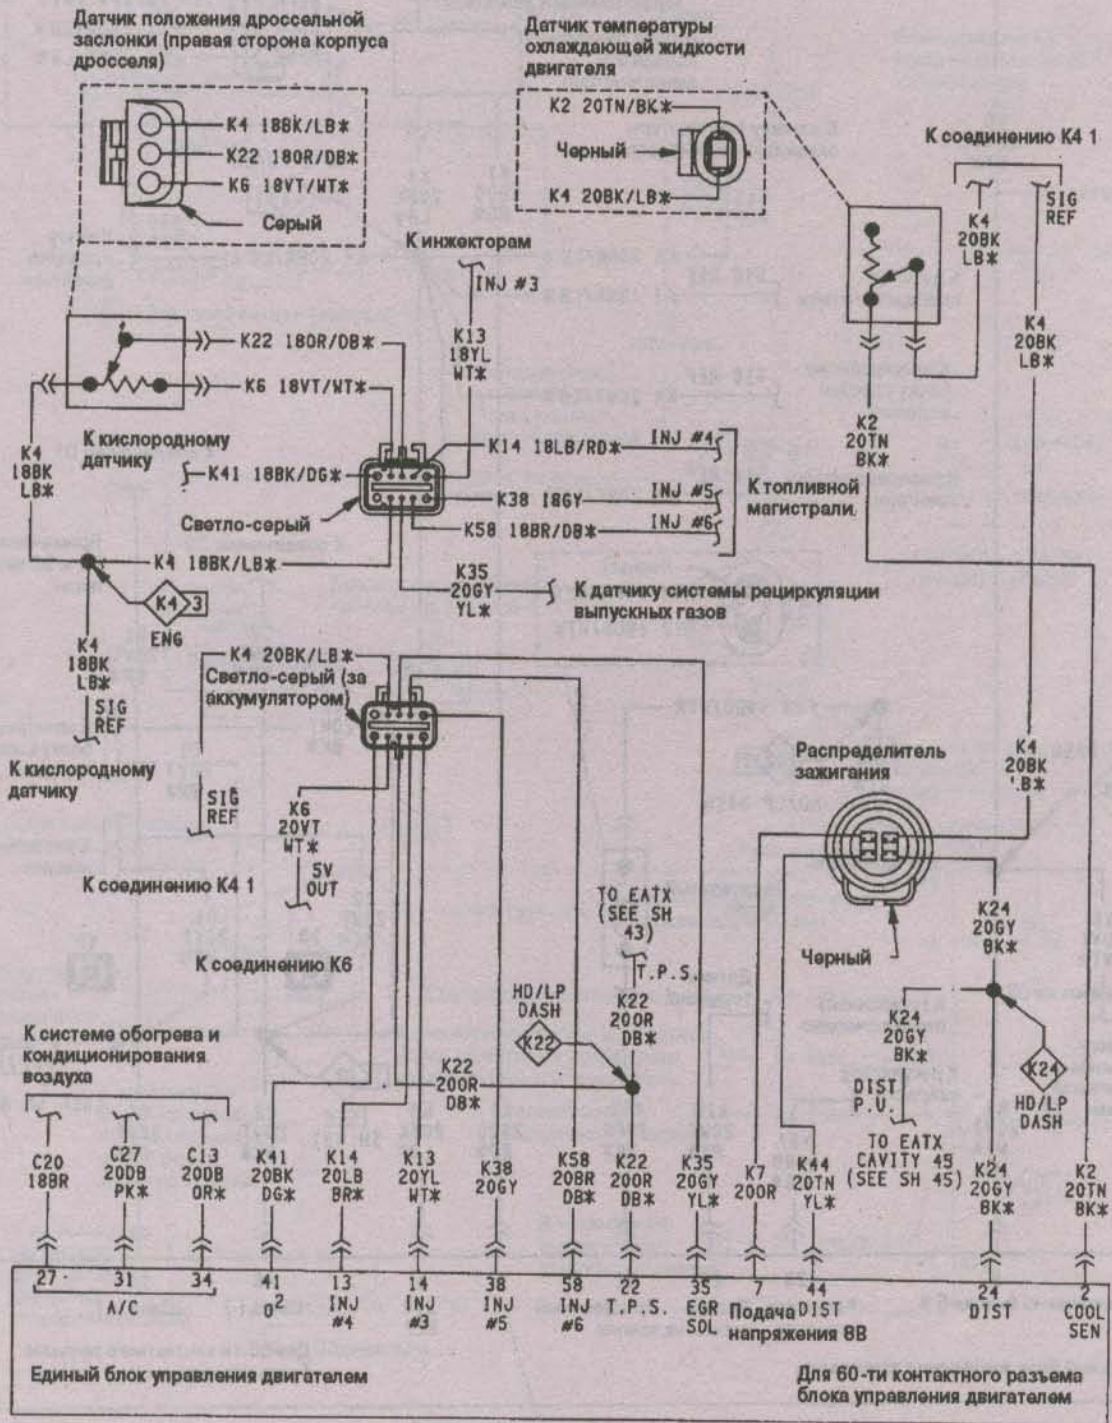 Датчик положения дроссельной
заслонки (правая сторона корпуса
дросселя)
K4 18BK/LB*
K22 18OR/DB*
K6 18VT/WT*
Серый
Датчик температуры
охлаждающей жидкости
двигателя
K2 20TN/BK*
Черный
K4 20BK/LB*
К соединению К4 1
K4
20BK
LB*
SIG
REF
К инжекторам
INJ #3
K13
18YL
WT*
K4
20BK
LB*
K22 18OR/DB*
K6 18VT/WT*
K2
20TN
BK*
К кислородному
датчику
K4
18BK
LB*
K41 18BK/DG*
K14 18LB/RD*
INJ #4
K38 18GY
INJ #5
K58 18BR/DB*
INJ #6
К топливной
магистрали
Светло-серый
K4 18BK/LB*
K35
20GY
YL*
К датчику системы рециркуляции
выпускных газов
K4
3
ENG
K4
18BK
LB*
SIG
REF
K4 20BK/LB*
Светло-серый (за
аккумулятором)
К кислородному
датчику
SIG
REF
K6
20VT
WT*
5V
OUT
К соединению К4 1
К соединению К6
Распределитель
зажигания
K4
20BK
LB*
TO EATX
(SEE SH
43)
T.P.S.
Черный
K24
20GY
BK*
HD/LP
DASH
K22
K22
20OR
DB*
K22
20OR
DB*
K24
20GY
BK*
DIST
P.U.
K24
HD/LP
DASH
TO EATX
CAVITY 49
(SEE SH 45)
К системе обогрева и
кондиционирования
воздуха
C20
18BR
C27
20DB
PK*
C13
20DB
OR*
K41
20BK
DG*
K14
20LB
BR*
K13
20YL
WT*
K38
20GY
K58
20BR
DB*
K22
20OR
DB*
K35
20GY
YL*
K7
20OR
K44
20TN
YL*
K24
20GY
BK*
K2
20TN
BK*
27 31 34 41 13 14 38 58 22 35 7 44 24 2
A/C
O2
INJ
#4
INJ
#3
INJ
#5
INJ
#6
T.P.S.
EGR
SOL
Подача
напряжения 8В
DIST
DIST
COOL
SEN
Единый блок управления двигателем
Для 60-ти контактного разъема
блока управления двигателем